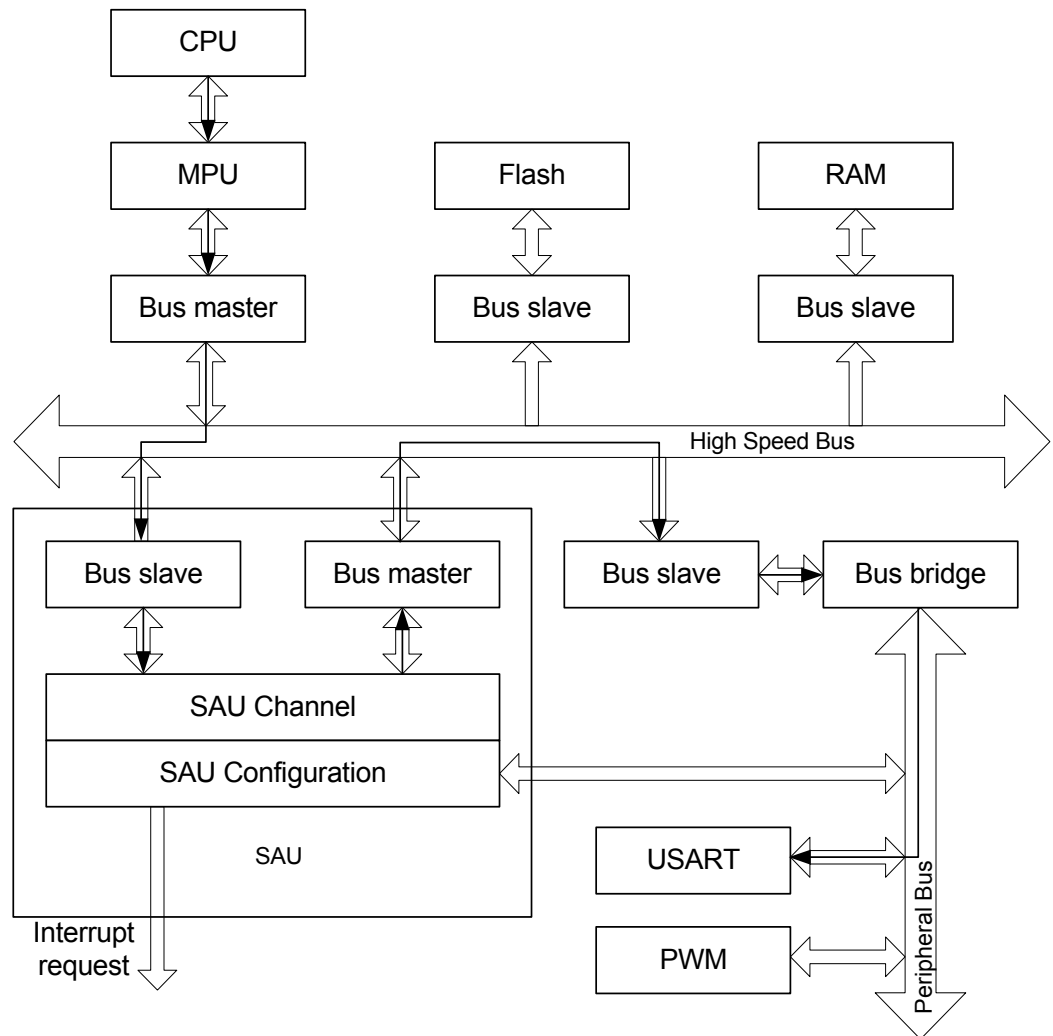 CPU
MPU
Flash
RAM
Bus master
Bus slave
Bus slave
High Speed Bus
Bus slave
Bus master
Bus slave
Bus bridge
SAU Channel
SAU Configuration
SAU
USART
PWM
Peripheral Bus
Interrupt
request